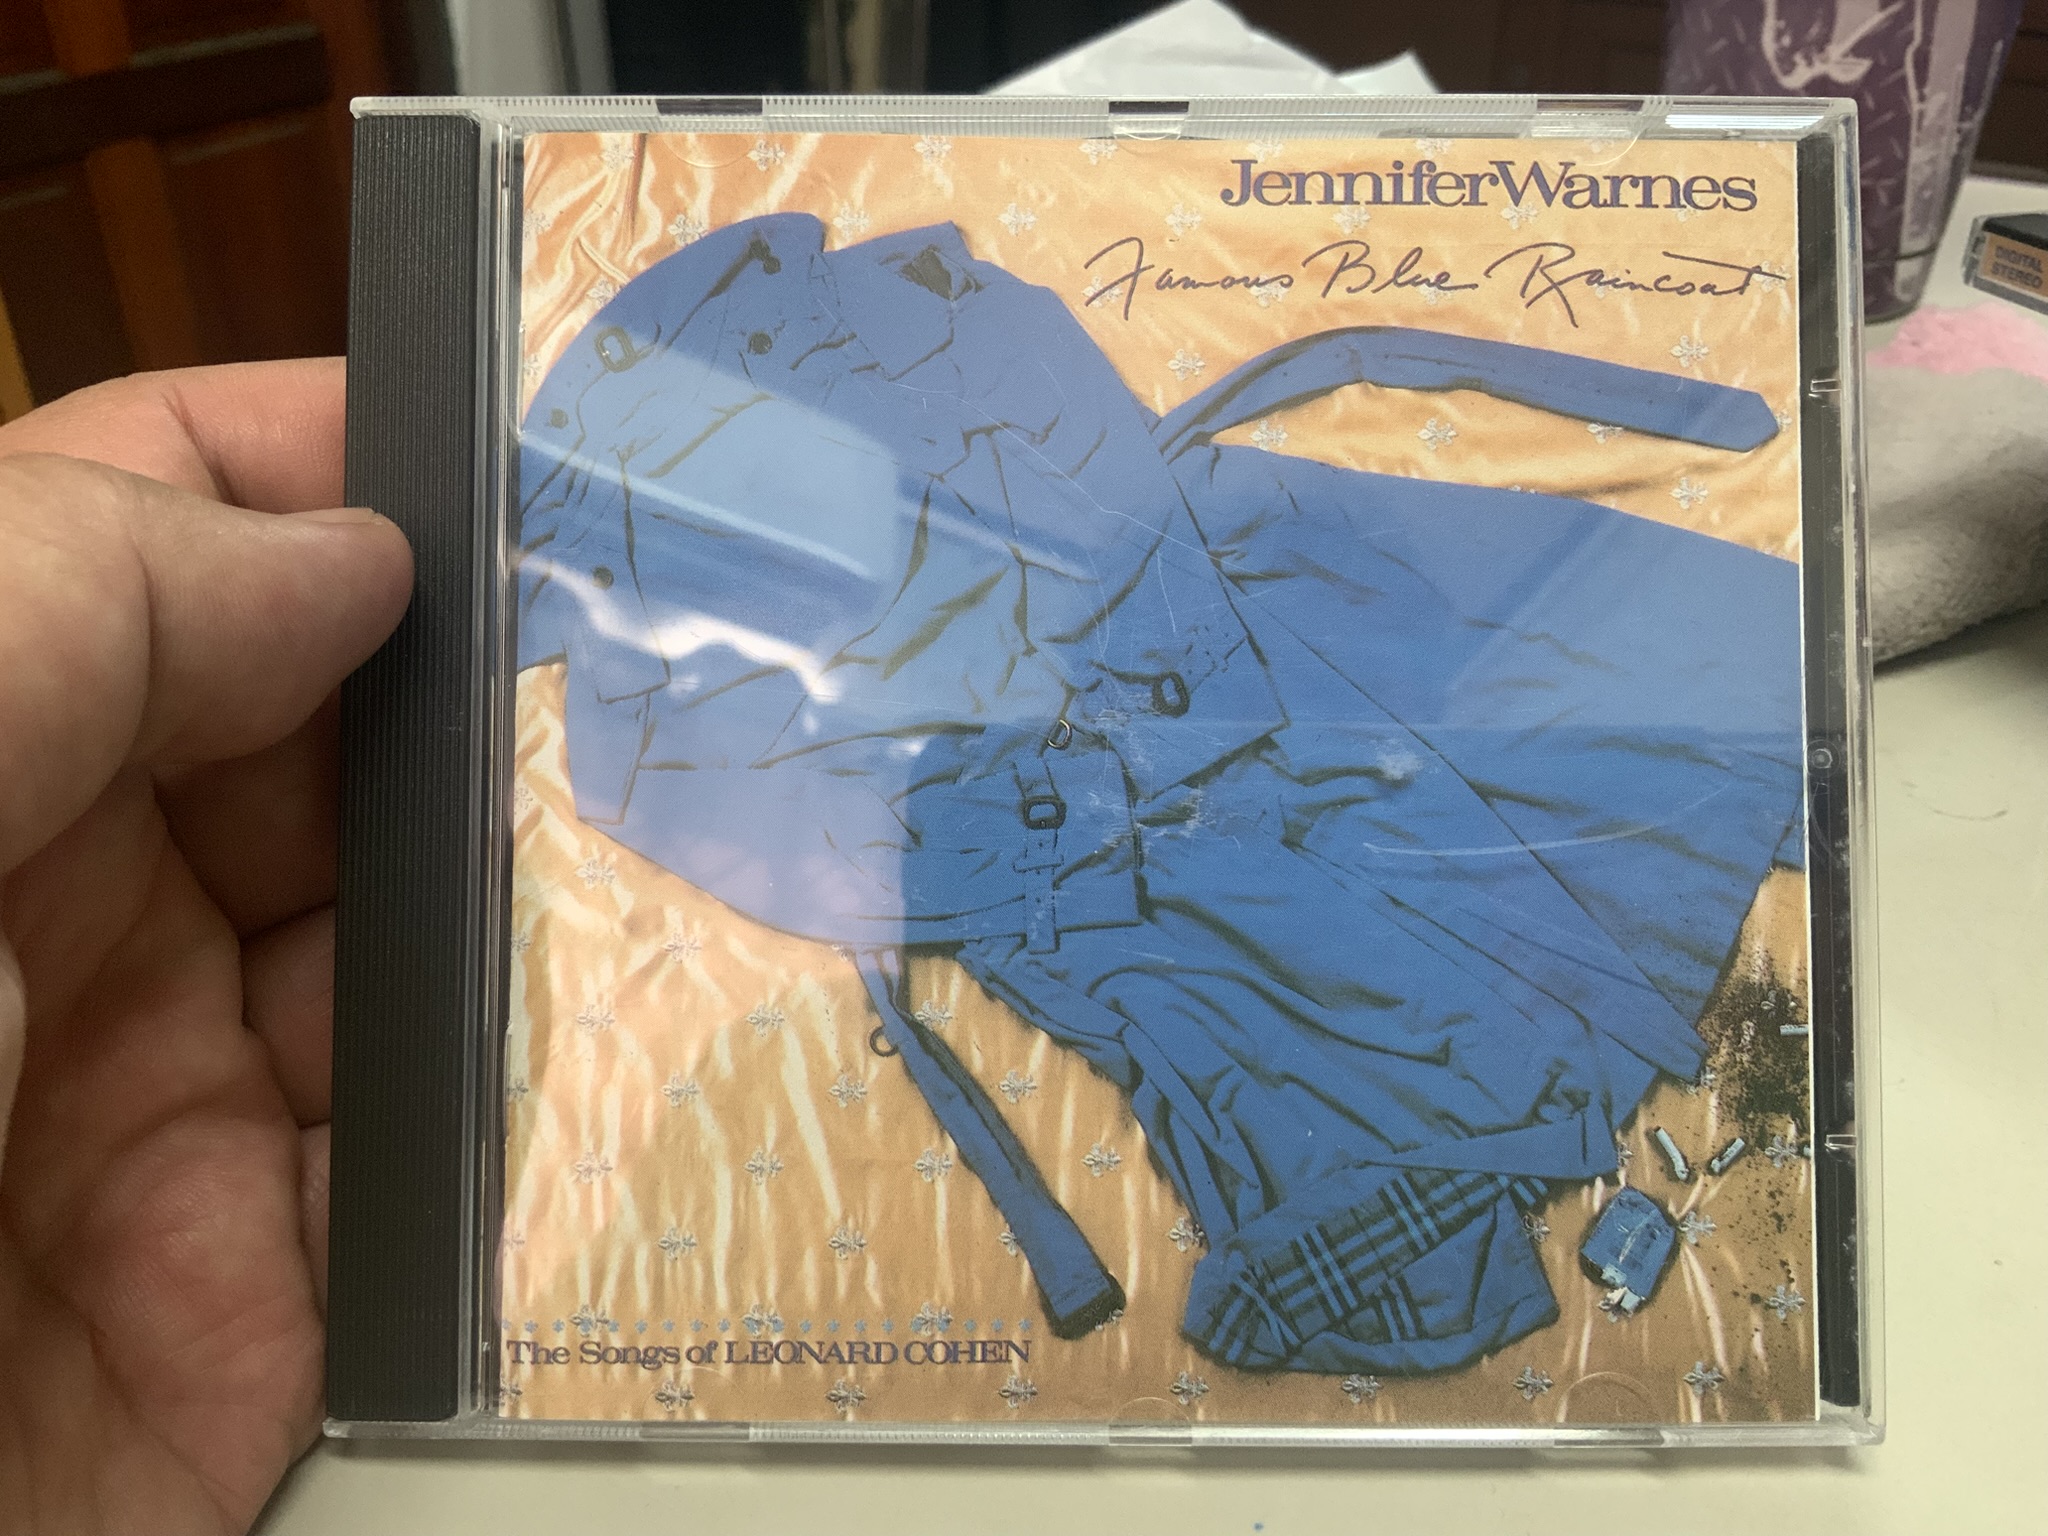 JenniferWarnes
Famous Blue Raincoat
DIGITAL
STEREO
The Songs of LEONARD COHEN